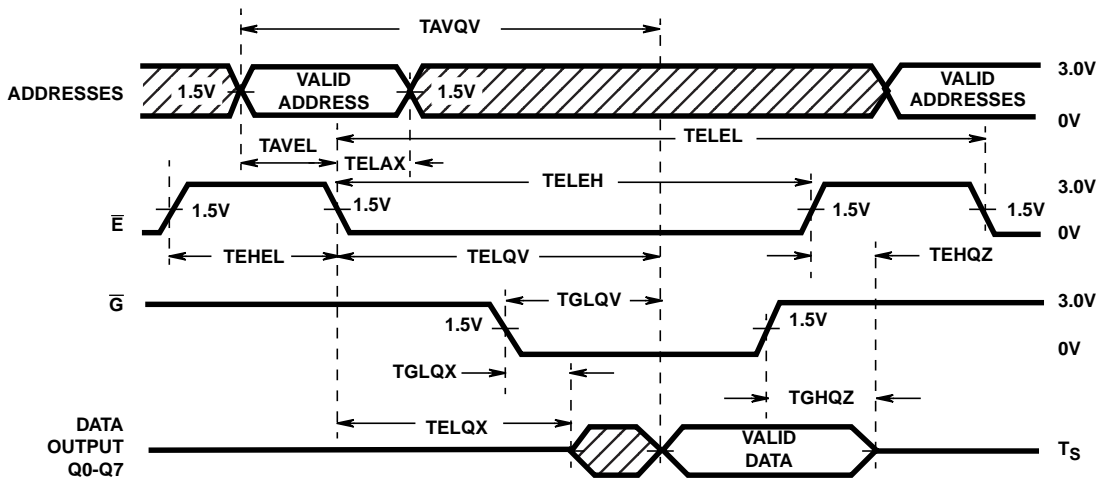 TAVQV
ADDRESSES
1.5V
VALID
ADDRESS
1.5V
VALID
ADDRESSES
3.0V
0V
TAVEL
TELAX
TELEL
TELEH
E
1.5V
1.5V
1.5V
1.5V
3.0V
0V
TEHEL
TELQV
TEHQZ
G
TGLQV
1.5V
1.5V
3.0V
0V
TGLQX
TGHQZ
TELQX
DATA
OUTPUT
Q0-Q7
VALID
DATA
TS